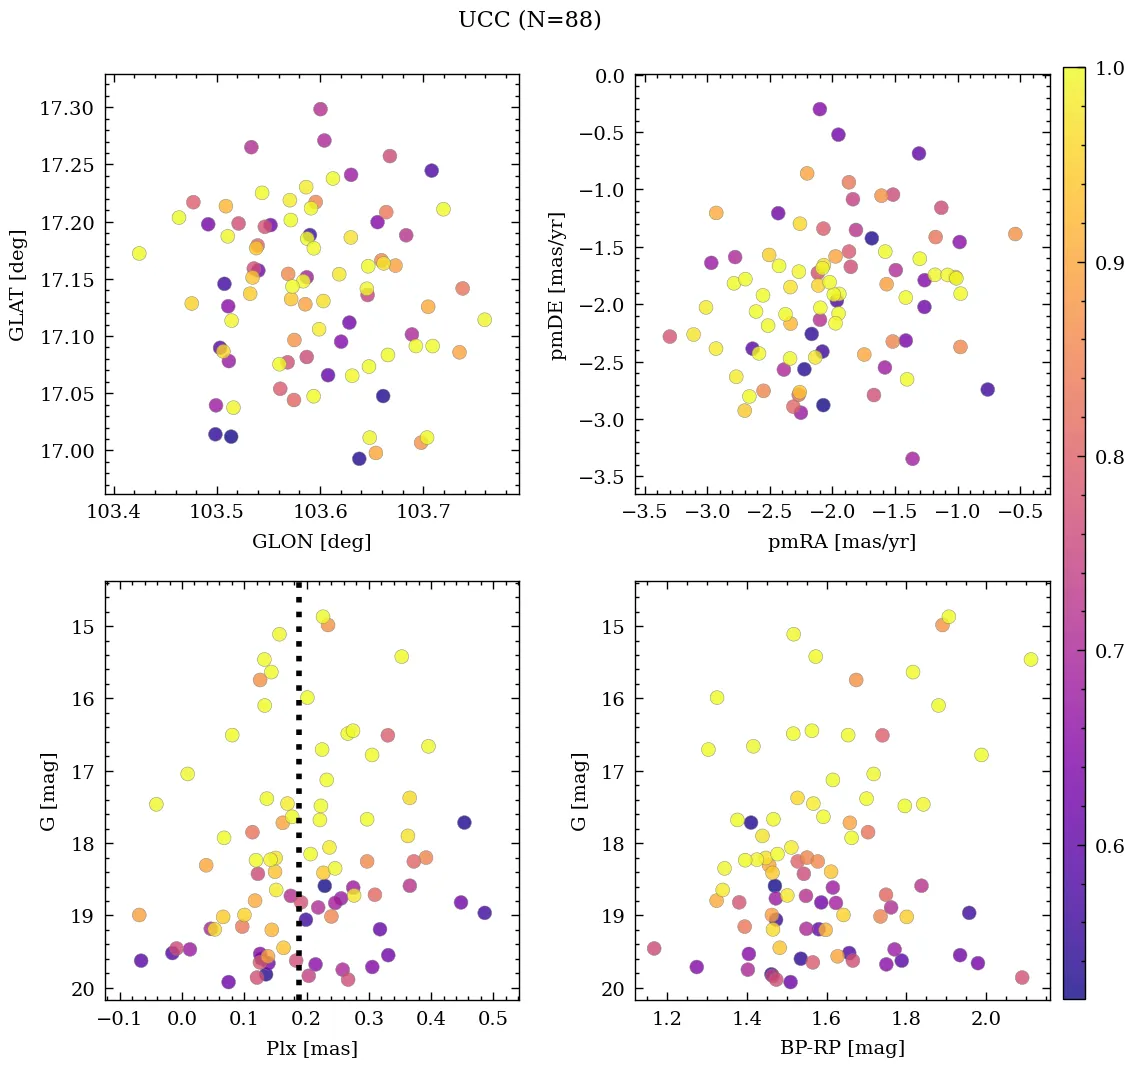 UCC (N=88)
17.30
17.25
17.20
17.15
17.10
17.05
17.00
GLAT [deg]
103.4 103.5 103.6 103.7
GLON [deg]
0.0
−0.5
−1.0
−1.5
−2.0
−2.5
−3.0
−3.5
pmDE [mas/yr]
−3.5 −3.0 −2.5 −2.0 −1.5 −1.0 −0.5
pmRA [mas/yr]
1.0
0.9
0.8
0.7
0.6
15
16
17
18
19
20
G [mag]
−0.1 0.0 0.1 0.2 0.3 0.4 0.5
Plx [mas]
15
16
17
18
19
20
G [mag]
1.2 1.4 1.6 1.8 2.0
BP-RP [mag]